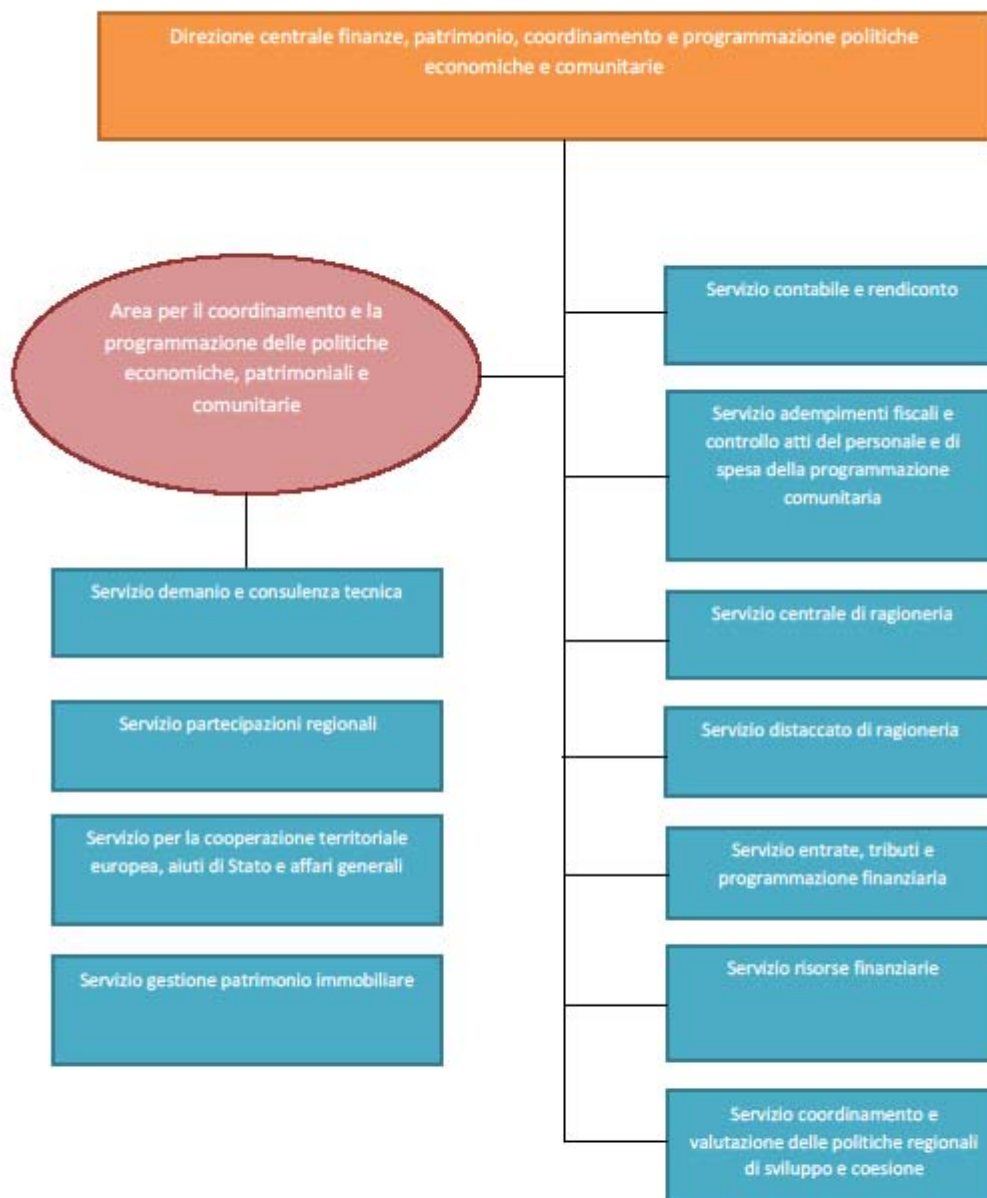 Direzione centrale finanze, patrimonio, coordinamento e programmazione politiche
economiche e comunitarie
Area per il coordinamento e la
programmazione delle politiche
economiche, patrimoniali e
comunitarie
Servizio demanio e consulenza tecnica
Servizio partecipazioni regionali
Servizio per la cooperazione territoriale
europea, aiuti di Stato e affari generali
Servizio gestione patrimonio immobiliare
Servizio contabile e rendiconto
Servizio adempimenti fiscali e
controllo atti del personale e di
spesa della programmazione
comunitaria
Servizio centrale di ragioneria
Servizio distaccato di ragioneria
Servizio entrate, tributi e
programmazione finanziaria
Servizio risorse finanziarie
Servizio coordinamento e
valutazione delle politiche regionali
di sviluppo e coesione